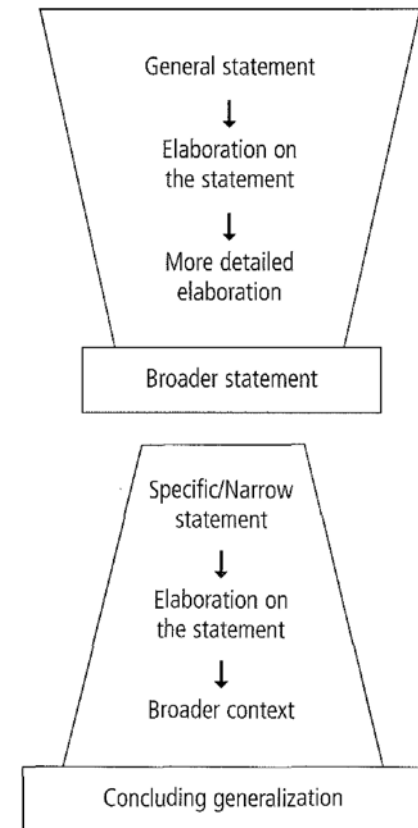 General statement
↓
Elaboration on
the statement
↓
More detailed
elaboration
Broader statement
Specific/Narrow
statement
↓
Elaboration on
the statement
↓
Broader context
Concluding generalization